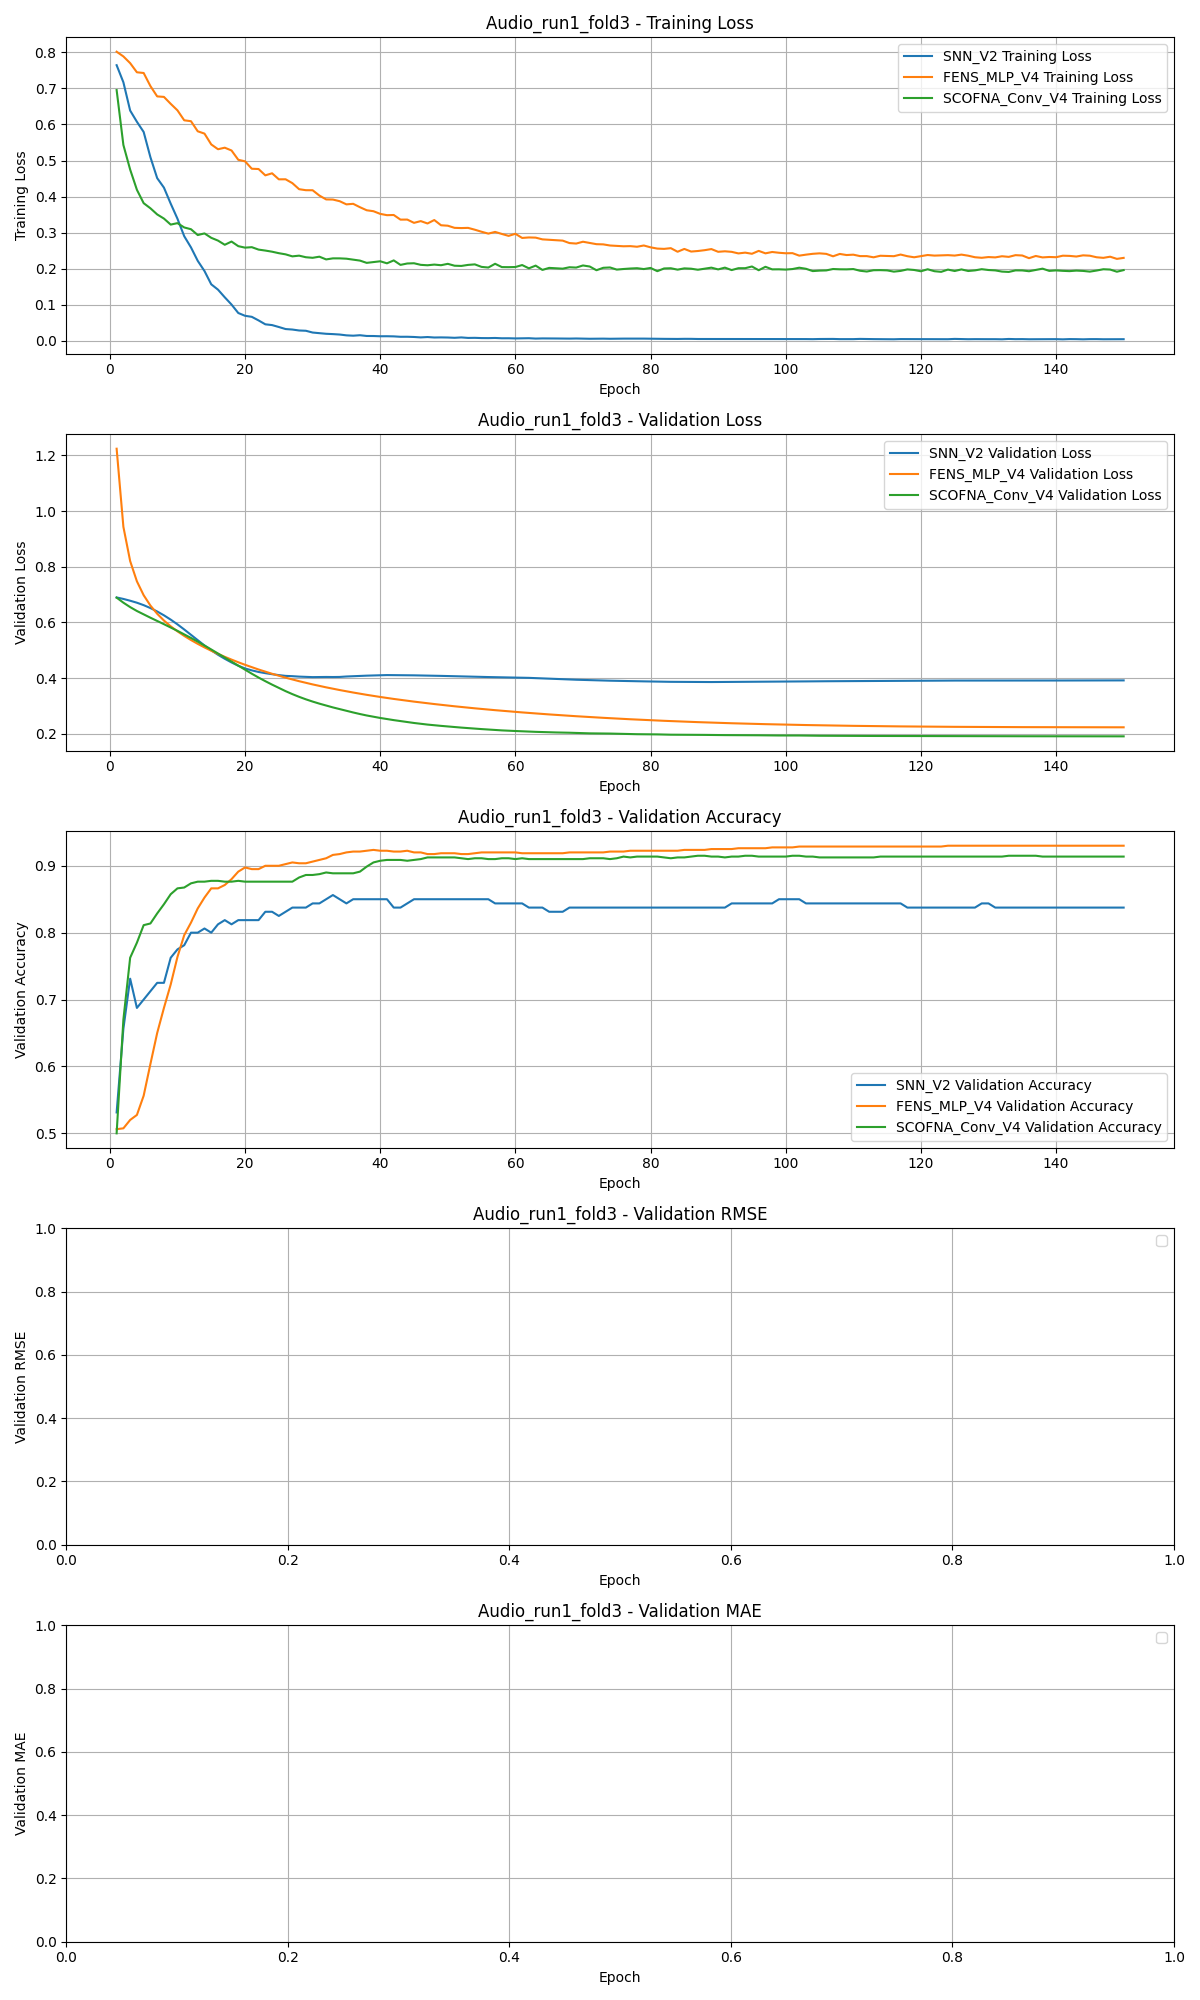 Audio_run1_fold3 - Training Loss
SNN_V2 Training Loss
FENS_MLP_V4 Training Loss
SCOFNA_Conv_V4 Training Loss
Training Loss
0.8
0.7
0.6
0.5
0.4
0.3
0.2
0.1
0.0
0 20 40 60 80 100 120 140
Epoch
Audio_run1_fold3 - Validation Loss
SNN_V2 Validation Loss
FENS_MLP_V4 Validation Loss
SCOFNA_Conv_V4 Validation Loss
Validation Loss
1.2
1.0
0.8
0.6
0.4
0.2
0 20 40 60 80 100 120 140
Epoch
Audio_run1_fold3 - Validation Accuracy
Validation Accuracy
0.9
0.8
0.7
0.6
0.5
SNN_V2 Validation Accuracy
FENS_MLP_V4 Validation Accuracy
SCOFNA_Conv_V4 Validation Accuracy
0 20 40 60 80 100 120 140
Epoch
Audio_run1_fold3 - Validation RMSE
Validation RMSE
1.0
0.8
0.6
0.4
0.2
0.0
0.0 0.2 0.4 0.6 0.8 1.0
Epoch
Audio_run1_fold3 - Validation MAE
Validation MAE
1.0
0.8
0.6
0.4
0.2
0.0
0.0 0.2 0.4 0.6 0.8 1.0
Epoch